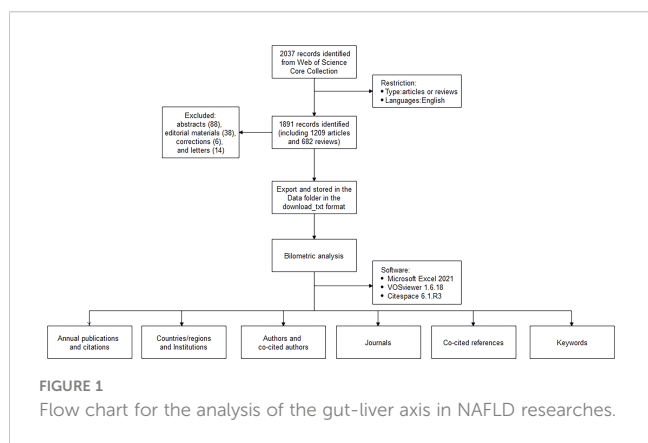 2037 records identified
from Web of Science
Core Collection
Restriction:
• Type:articles or reviews
• Languages:English
Excluded:
abstracts (88),
editorial materials (38),
corrections (6),
and letters (14)
1891 records identified
(including 1209 articles
and 682 reviews)
Export and stored in the
Data folder in the
download_txt format
Bilometric analysis
Software:
• Microsoft Excel 2021
• VOSviewer 1.6.18
• Citespace 6.1.R3
Annual publications
and citations
Countries/regions
and Institutions
Authors and
co-cited authors
Journals
Co-cited references
Keywords
FIGURE 1
Flow chart for the analysis of the gut-liver axis in NAFLD researches.